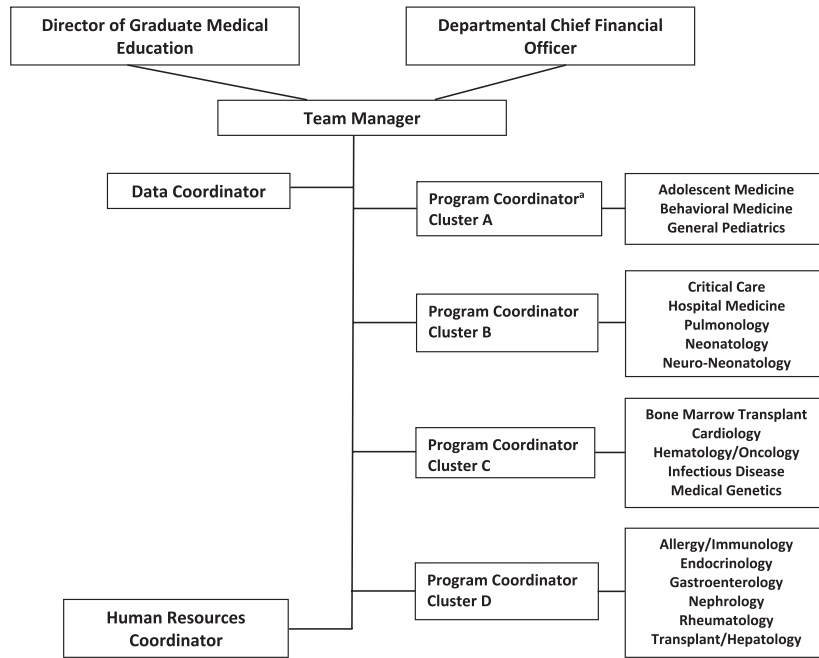 Director of Graduate Medical
Education
Departmental Chief Financial
Officer
Team Manager
Data Coordinator
Program Coordinatorᵃ
Cluster A
Adolescent Medicine
Behavioral Medicine
General Pediatrics
Program Coordinator
Cluster B
Critical Care
Hospital Medicine
Pulmonology
Neonatology
Neuro-Neonatology
Program Coordinator
Cluster C
Bone Marrow Transplant
Cardiology
Hematology/Oncology
Infectious Disease
Medical Genetics
Program Coordinator
Cluster D
Allergy/Immunology
Endocrinology
Gastroenterology
Nephrology
Rheumatology
Transplant/Hepatology
Human Resources
Coordinator